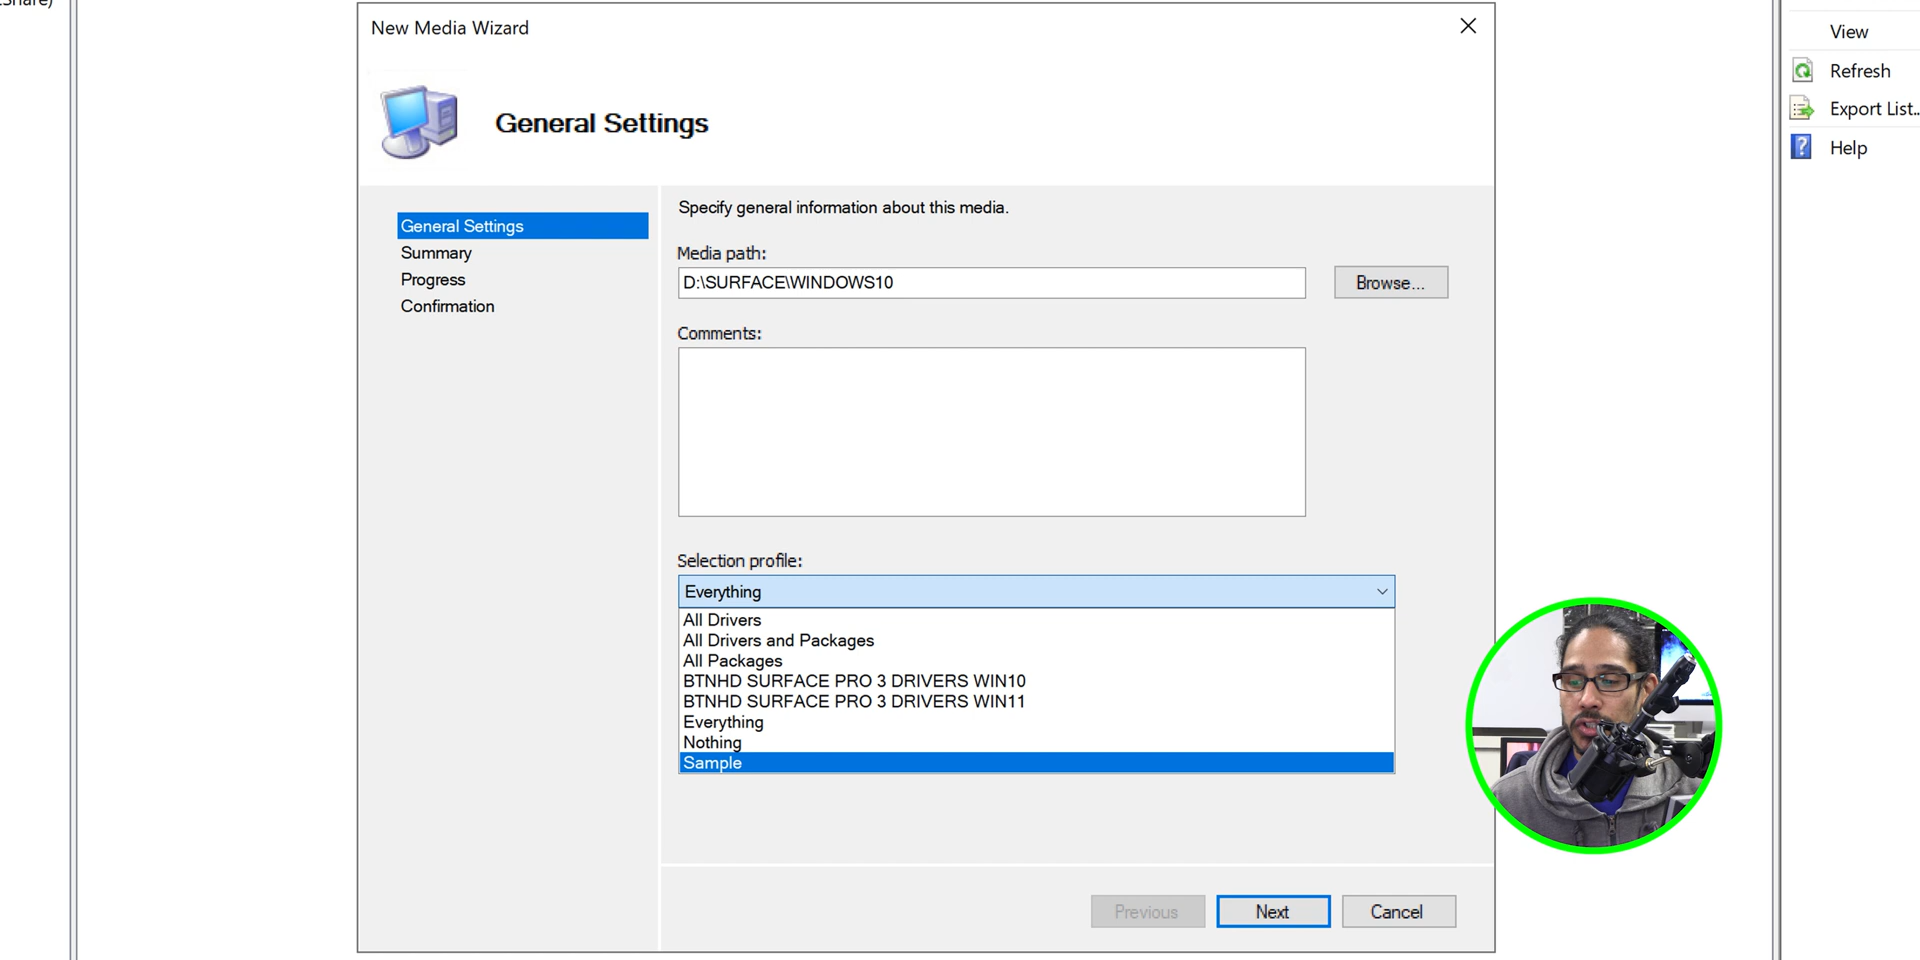 New Media Wizard
View
Refresh
Export List..
Help
General Settings
General Settings
Summary
Progress
Confirmation
Specify general information about this media.
Media path:
D:\SURFACE\WINDOWS10
Browse...
Comments:
Selection profile:
Everything
All Drivers
All Drivers and Packages
All Packages
BTNHD SURFACE PRO 3 DRIVERS WIN10
BTNHD SURFACE PRO 3 DRIVERS WIN11
Everything
Nothing
Sample
Previous
Next
Cancel